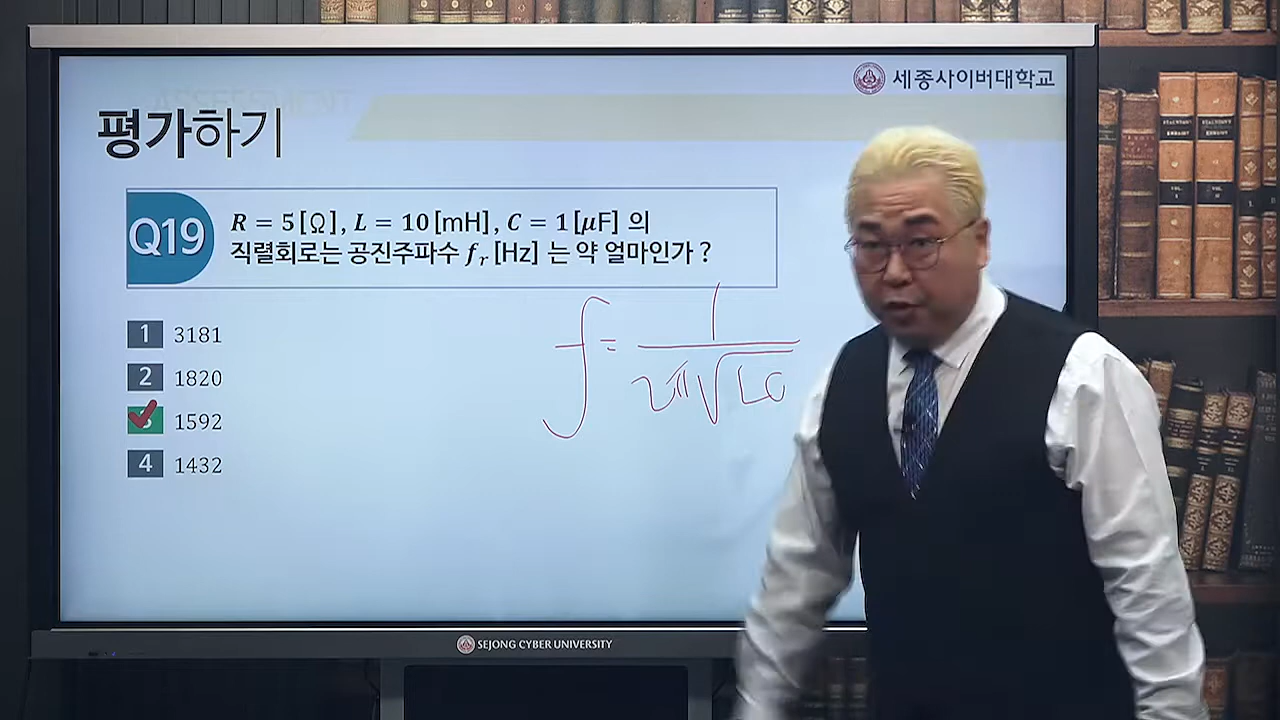 세종사이버대학교
평가하기
Q19
R = 5[Ω], L = 10[mH], C = 1[μF] 의
직렬회로는 공진주파수 fᵣ[Hz] 는 약 얼마인가 ?
1 3181
2 1820
1592
4 1432
f = 1 / 2π√LC
SEJONG CYBER UNIVERSITY